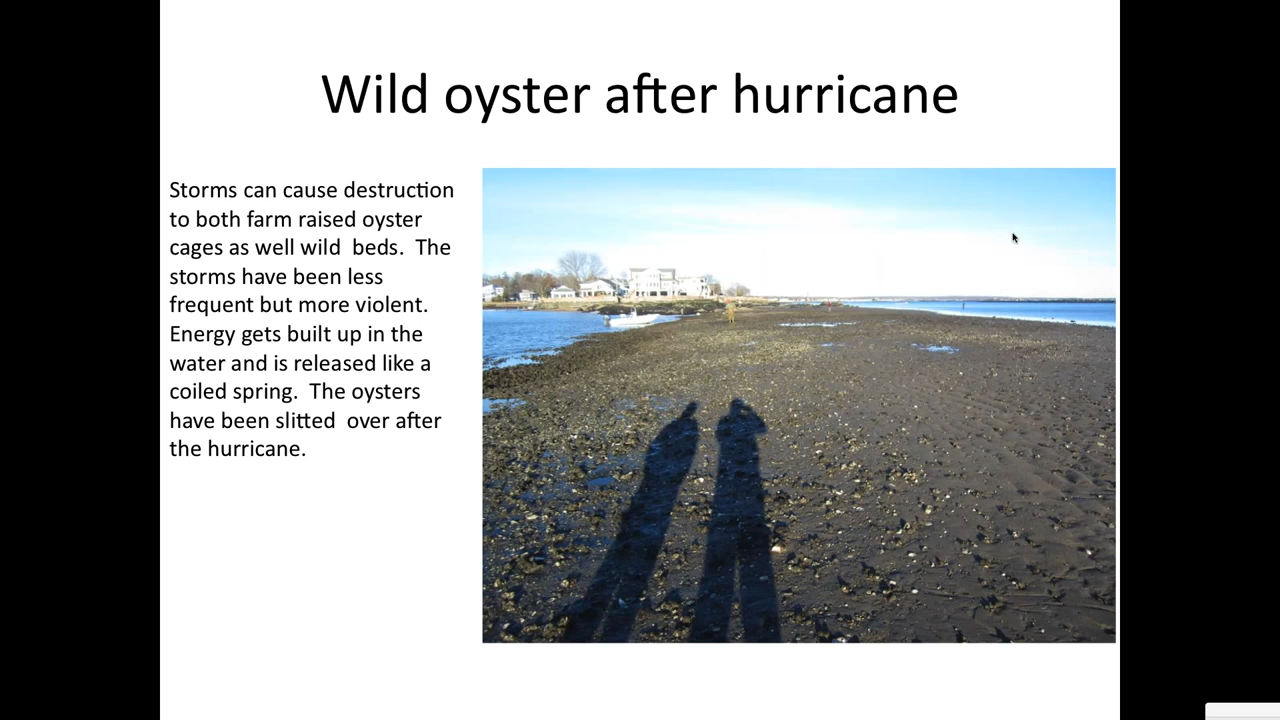 Wild oyster after hurricane
Storms can cause destruction
to both farm raised oyster
cages as well wild  beds.  The
storms have been less
frequent but more violent.
Energy gets built up in the
water and is released like a
coiled spring.  The oysters
have been slitted  over after
the hurricane.